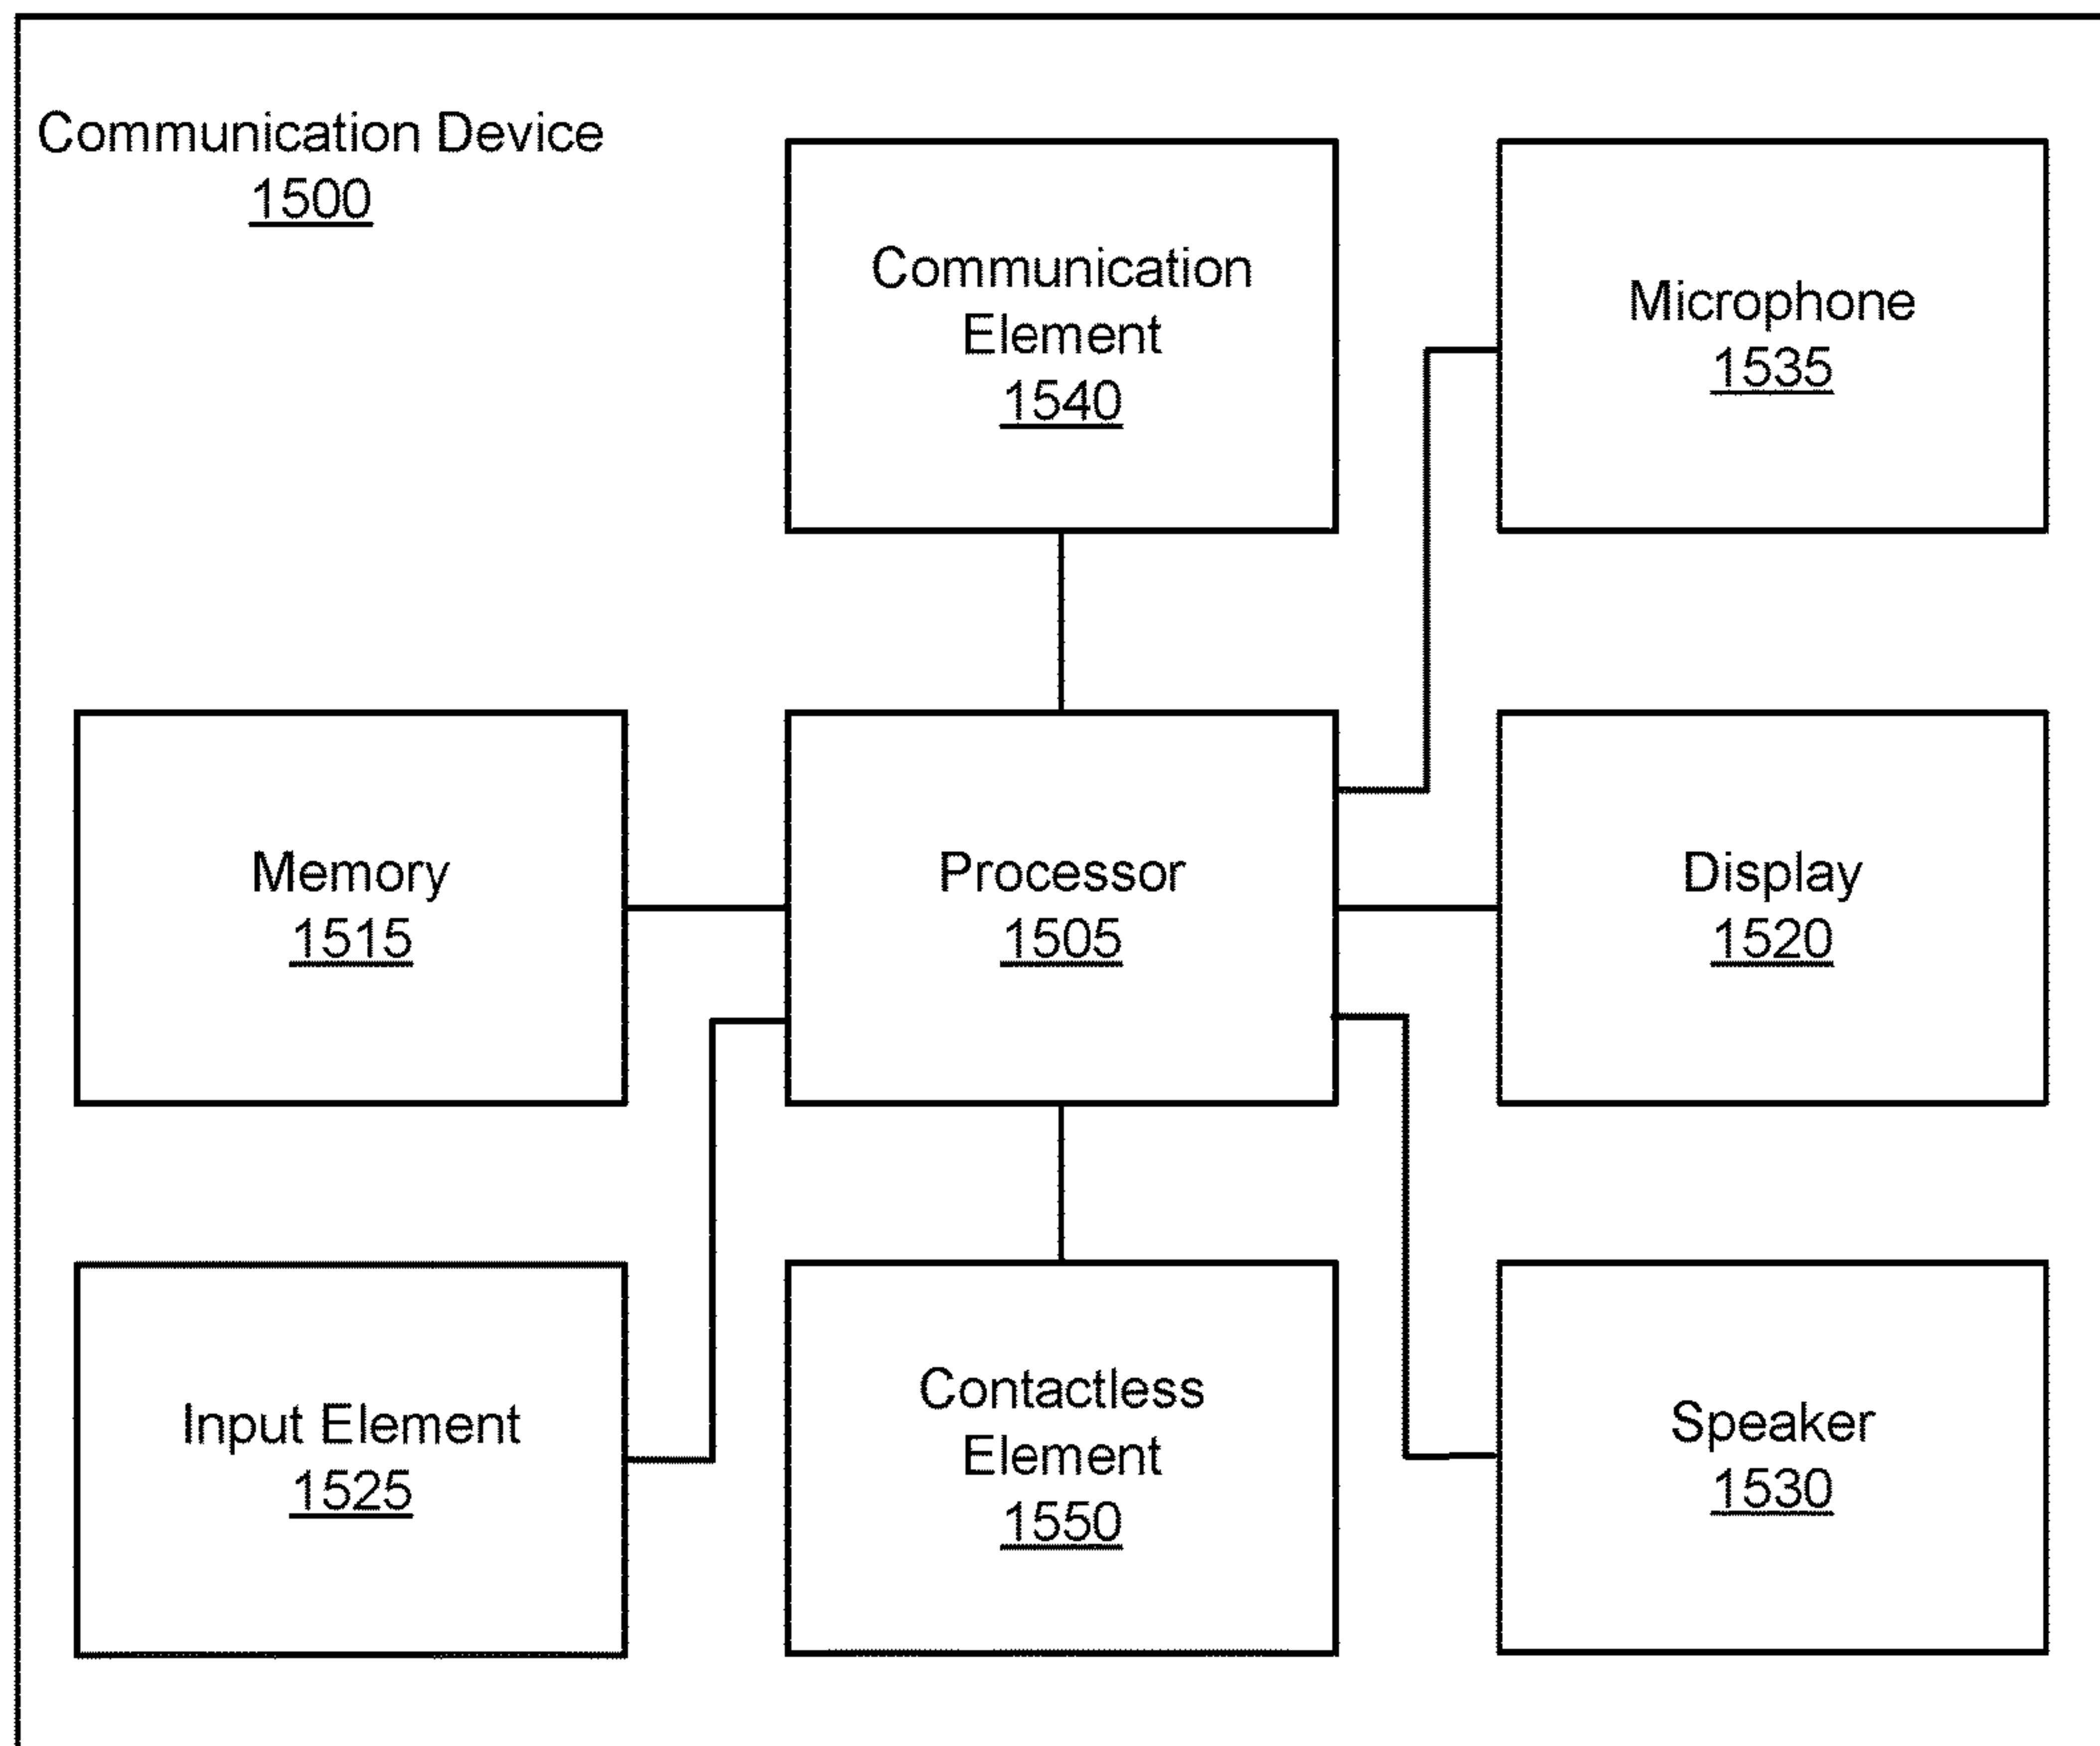 Communication Device
1500
Communication
Element
1540
Microphone
1535
Memory
1515
Processor
1505
Display
1520
Input Element
1525
Contactless
Element
1550
Speaker
1530